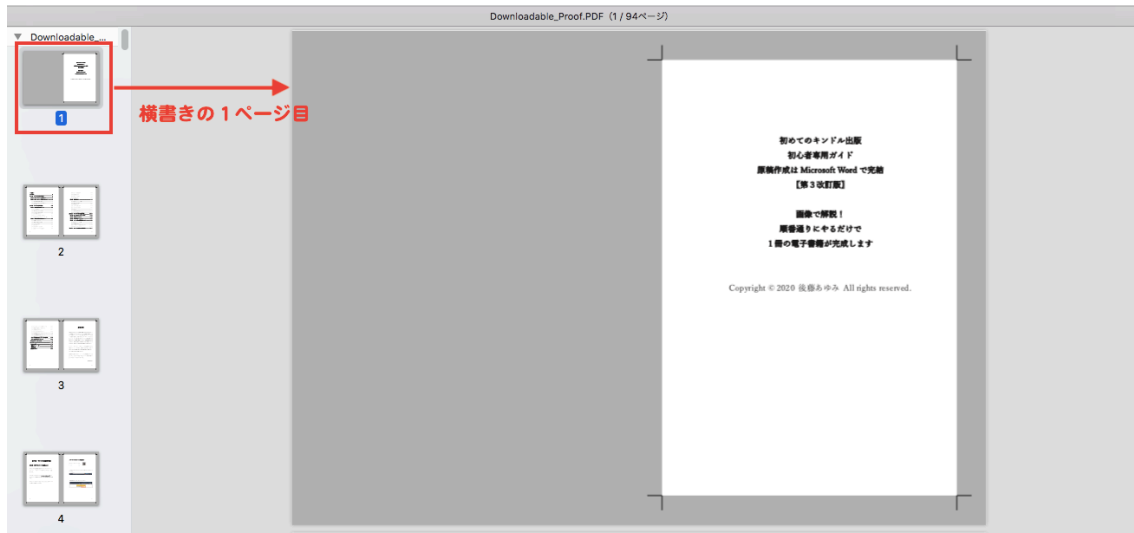 Downloadable_Proof.PDF（1 / 94ページ）
Downloadable_...
1
横書きの１ページ目
2
3
4
初めてのキンドル出版
初心者専用ガイド
原稿作成は Microsoft Word で完結
［第３改訂版］
画像で解説！
順番通りにやるだけで
１冊の電子書籍が完成します
Copyright © 2020 後藤あゆみ All rights reserved.